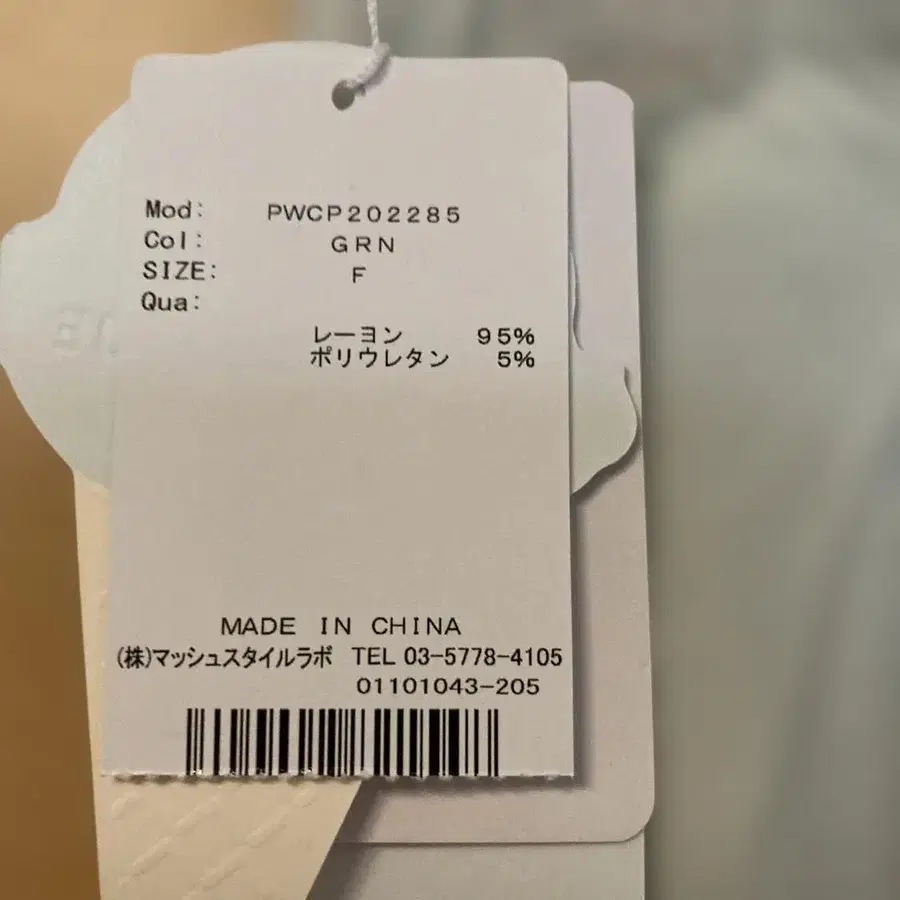 Mod: PWCP202285
Col: GRN
SIZE: F
Qua:
レーヨン 95%
ポリウレタン 5%
MADE IN CHINA
(株)マッシュスタイルラボ TEL 03-5778-4105
01101043-205